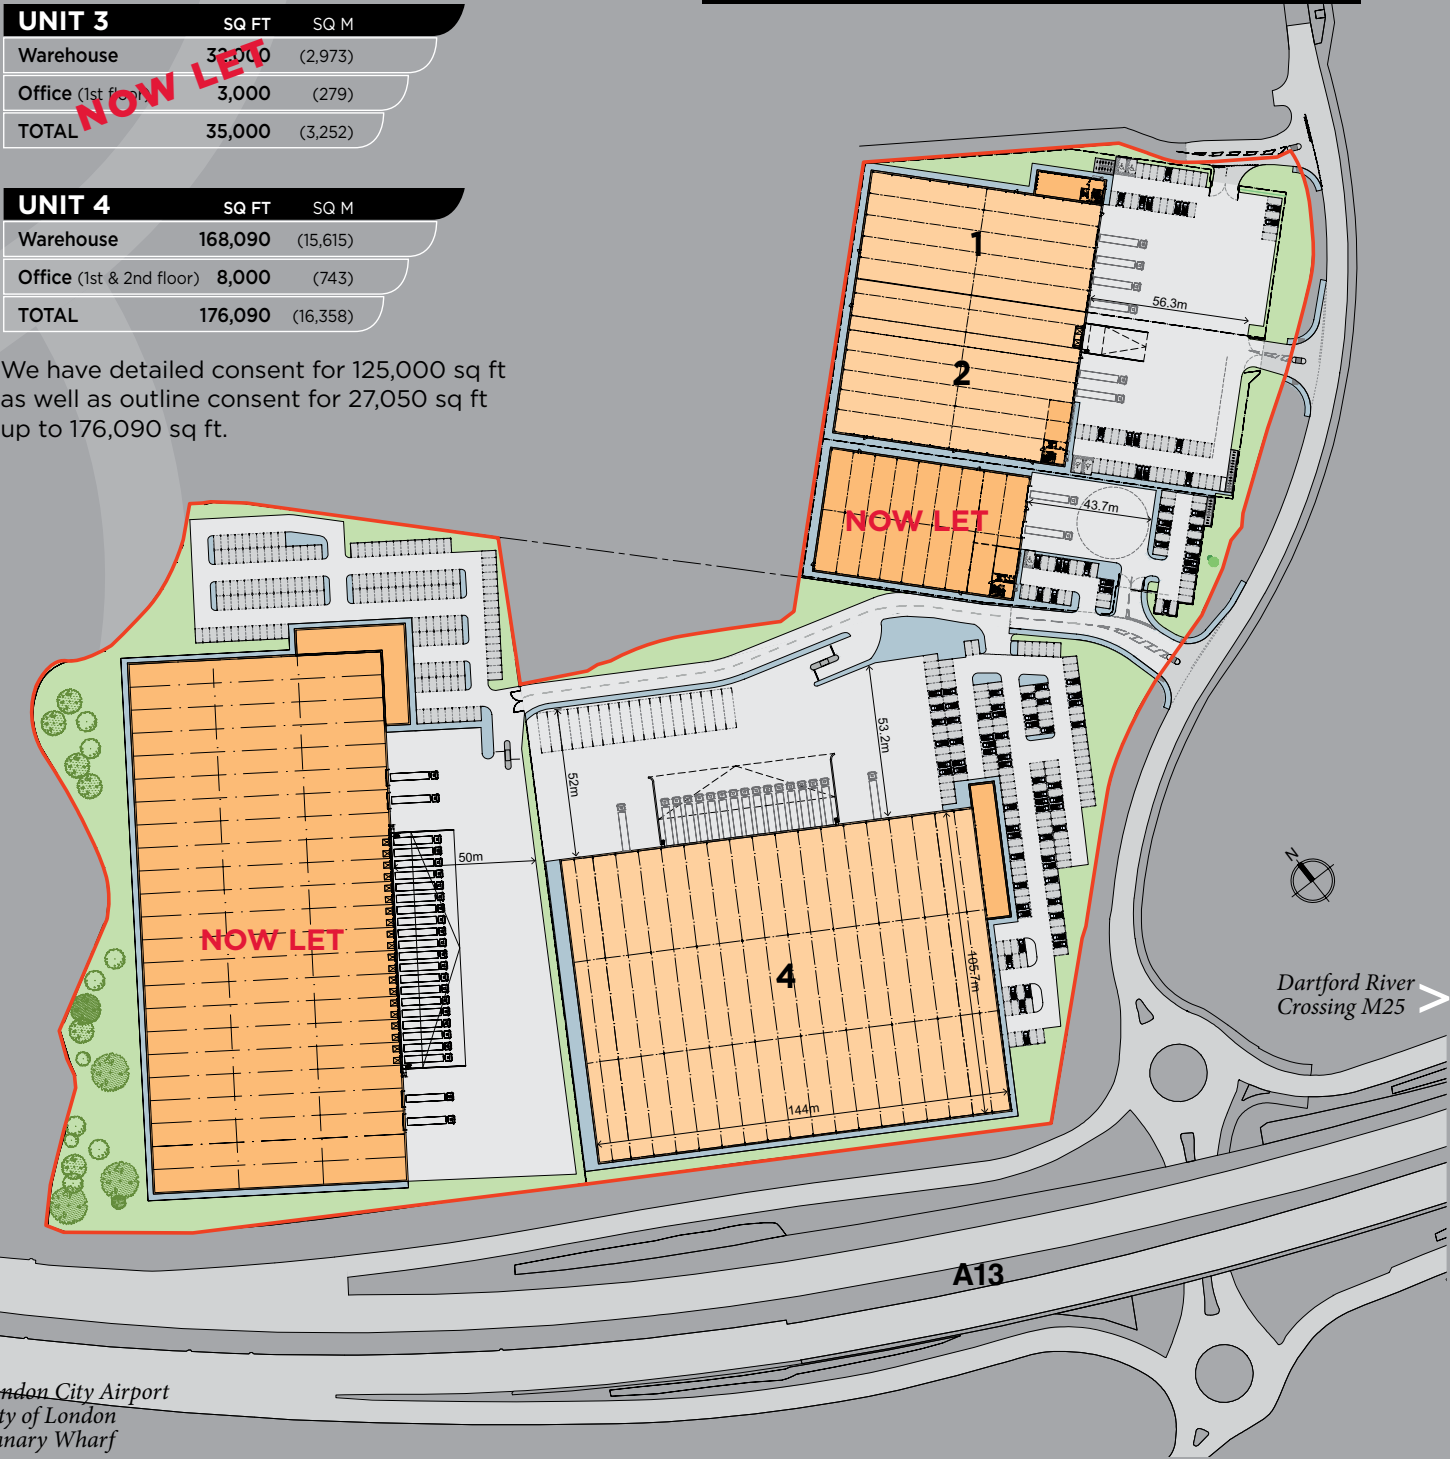 UNIT 3 SQ FT SQ M
Warehouse 32,000 (2,973)
Office (1st floor) 3,000 (279)
TOTAL 35,000 (3,252)
NOW LET
UNIT 4 SQ FT SQ M
Warehouse 168,090 (15,615)
Office (1st & 2nd floor) 8,000 (743)
TOTAL 176,090 (16,358)
We have detailed consent for 125,000 sq ft
as well as outline consent for 27,050 sq ft
up to 176,090 sq ft.
1
56.3m
2
NOW LET
43.7m
53.2m
52m
50m
NOW LET
4
105.7m
144m
N
Dartford River
Crossing M25 >
A13
ndon City Airport
ty of London
nary Wharf